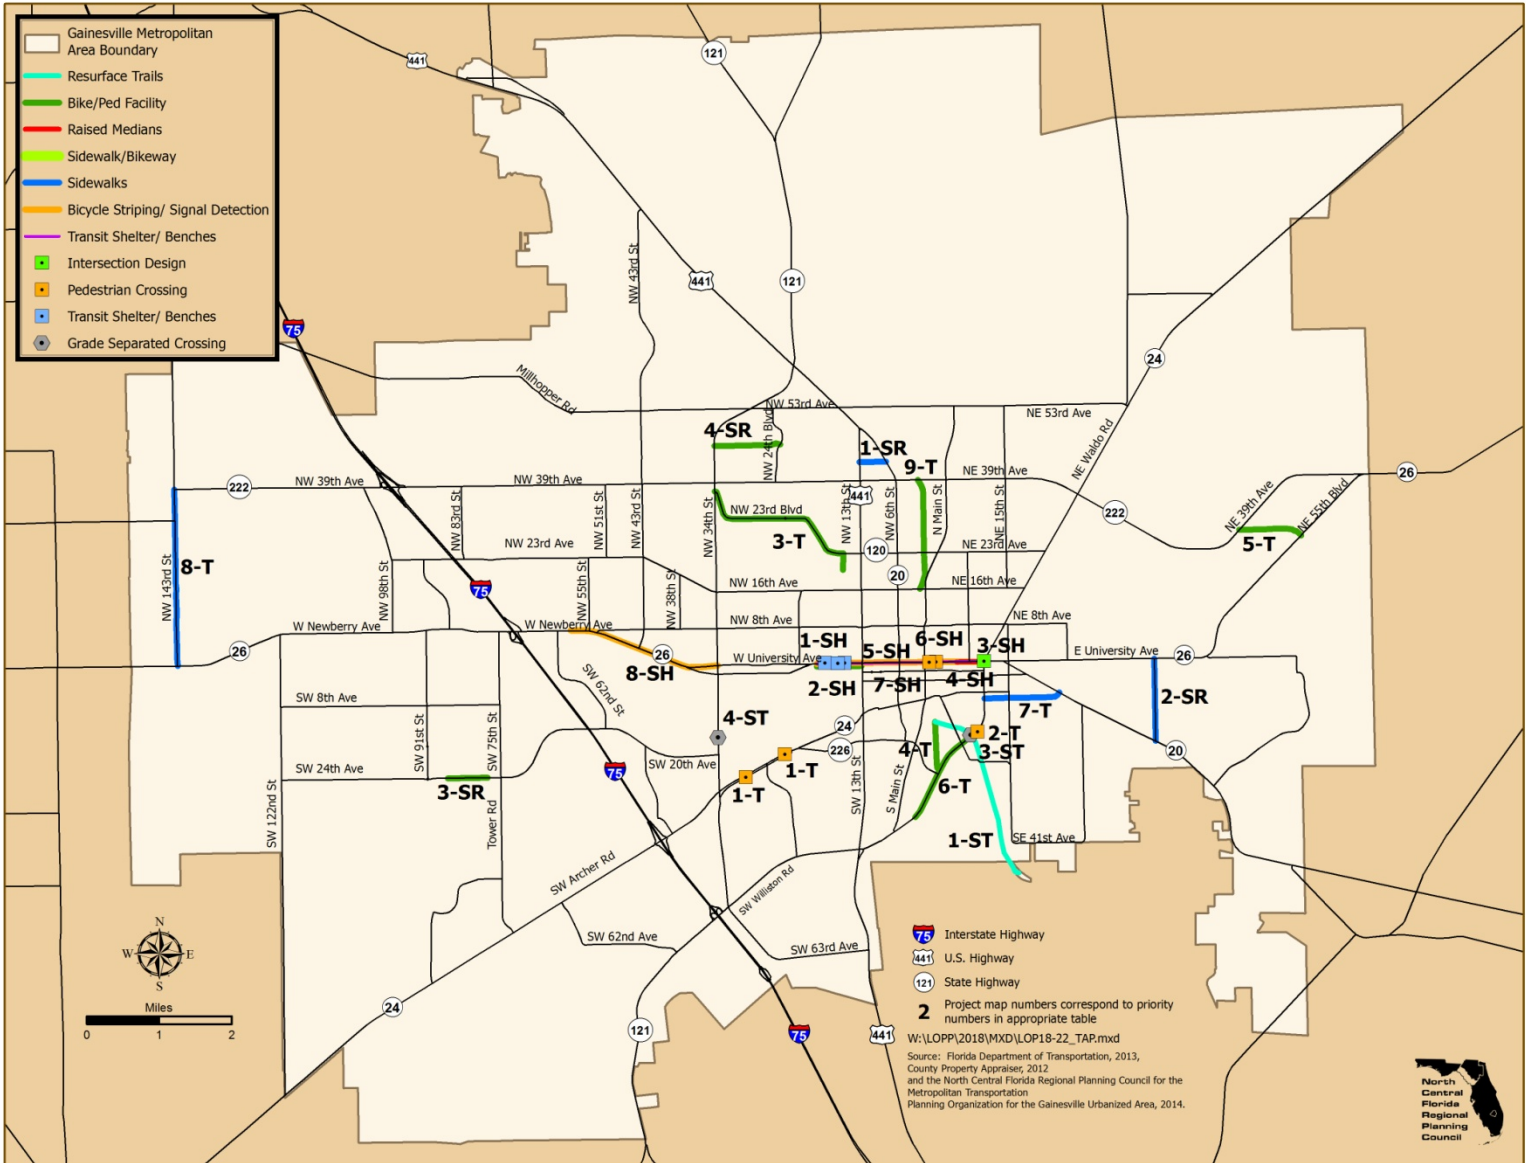 Gainesville Metropolitan
Area Boundary
Resurface Trails
Bike/Ped Facility
Raised Medians
Sidewalk/Bikeway
Sidewalks
Bicycle Striping/ Signal Detection
Transit Shelter/ Benches
Intersection Design
Pedestrian Crossing
Transit Shelter/ Benches
Grade Separated Crossing
441
121
NW 43rd St
441
121
75
24
Millhopper Rd
NW 53rd Ave
NE 53rd Ave
4-SR
NW 24th Blvd
1-SR
9-T
NE Waldo Rd
NE 39th Ave
26
222
NW 39th Ave
NW 39th Ave
441
NW 83rd St
NW 51st St
NW 43rd St
NW 34th St
NW 23rd Blvd
3-T
NW 13th St
NW 6th St
N Main St
NE 15th St
222
NE 39th Ave
NE 55th Blvd
5-T
NW 23rd Ave
120
NE 23rd Ave
8-T
NW 143rd St
NW 98th St
75
NW 55th St
NW 38th St
NW 16th Ave
20
NE 16th Ave
W Newberry Ave
W Newberry Ave
NW 8th Ave
NE 8th Ave
26
26
8-SH
W University Ave
1-SH
5-SH
6-SH
3-SH
E University Ave
26
2-SH
7-SH
4-SH
SW 8th Ave
SW 62nd St
7-T
2-SR
SW 91st St
SW 75th St
4-ST
24
226
4-T
2-T
3-ST
20
SW 24th Ave
3-SR
75
SW 20th Ave
1-T
1-T
SW 13th St
S Main St
6-T
SW 122nd St
Tower Rd
1-ST
SE 41st Ave
SW Archer Rd
SW Williston Rd
SW 62nd Ave
SW 63rd Ave
N
W
E
S
Miles
0
1
2
24
121
75
441
75
Interstate Highway
441
U.S. Highway
121
State Highway
2
Project map numbers correspond to priority
numbers in appropriate table
W:\LOPP\2018\MXD\LOP18-22_TAP.mxd
Source: Florida Department of Transportation, 2013,
County Property Appraiser, 2012
and the North Central Florida Regional Planning Council for the
Metropolitan Transportation
Planning Organization for the Gainesville Urbanized Area, 2014.
North
Central
Florida
Regional
Planning
Council